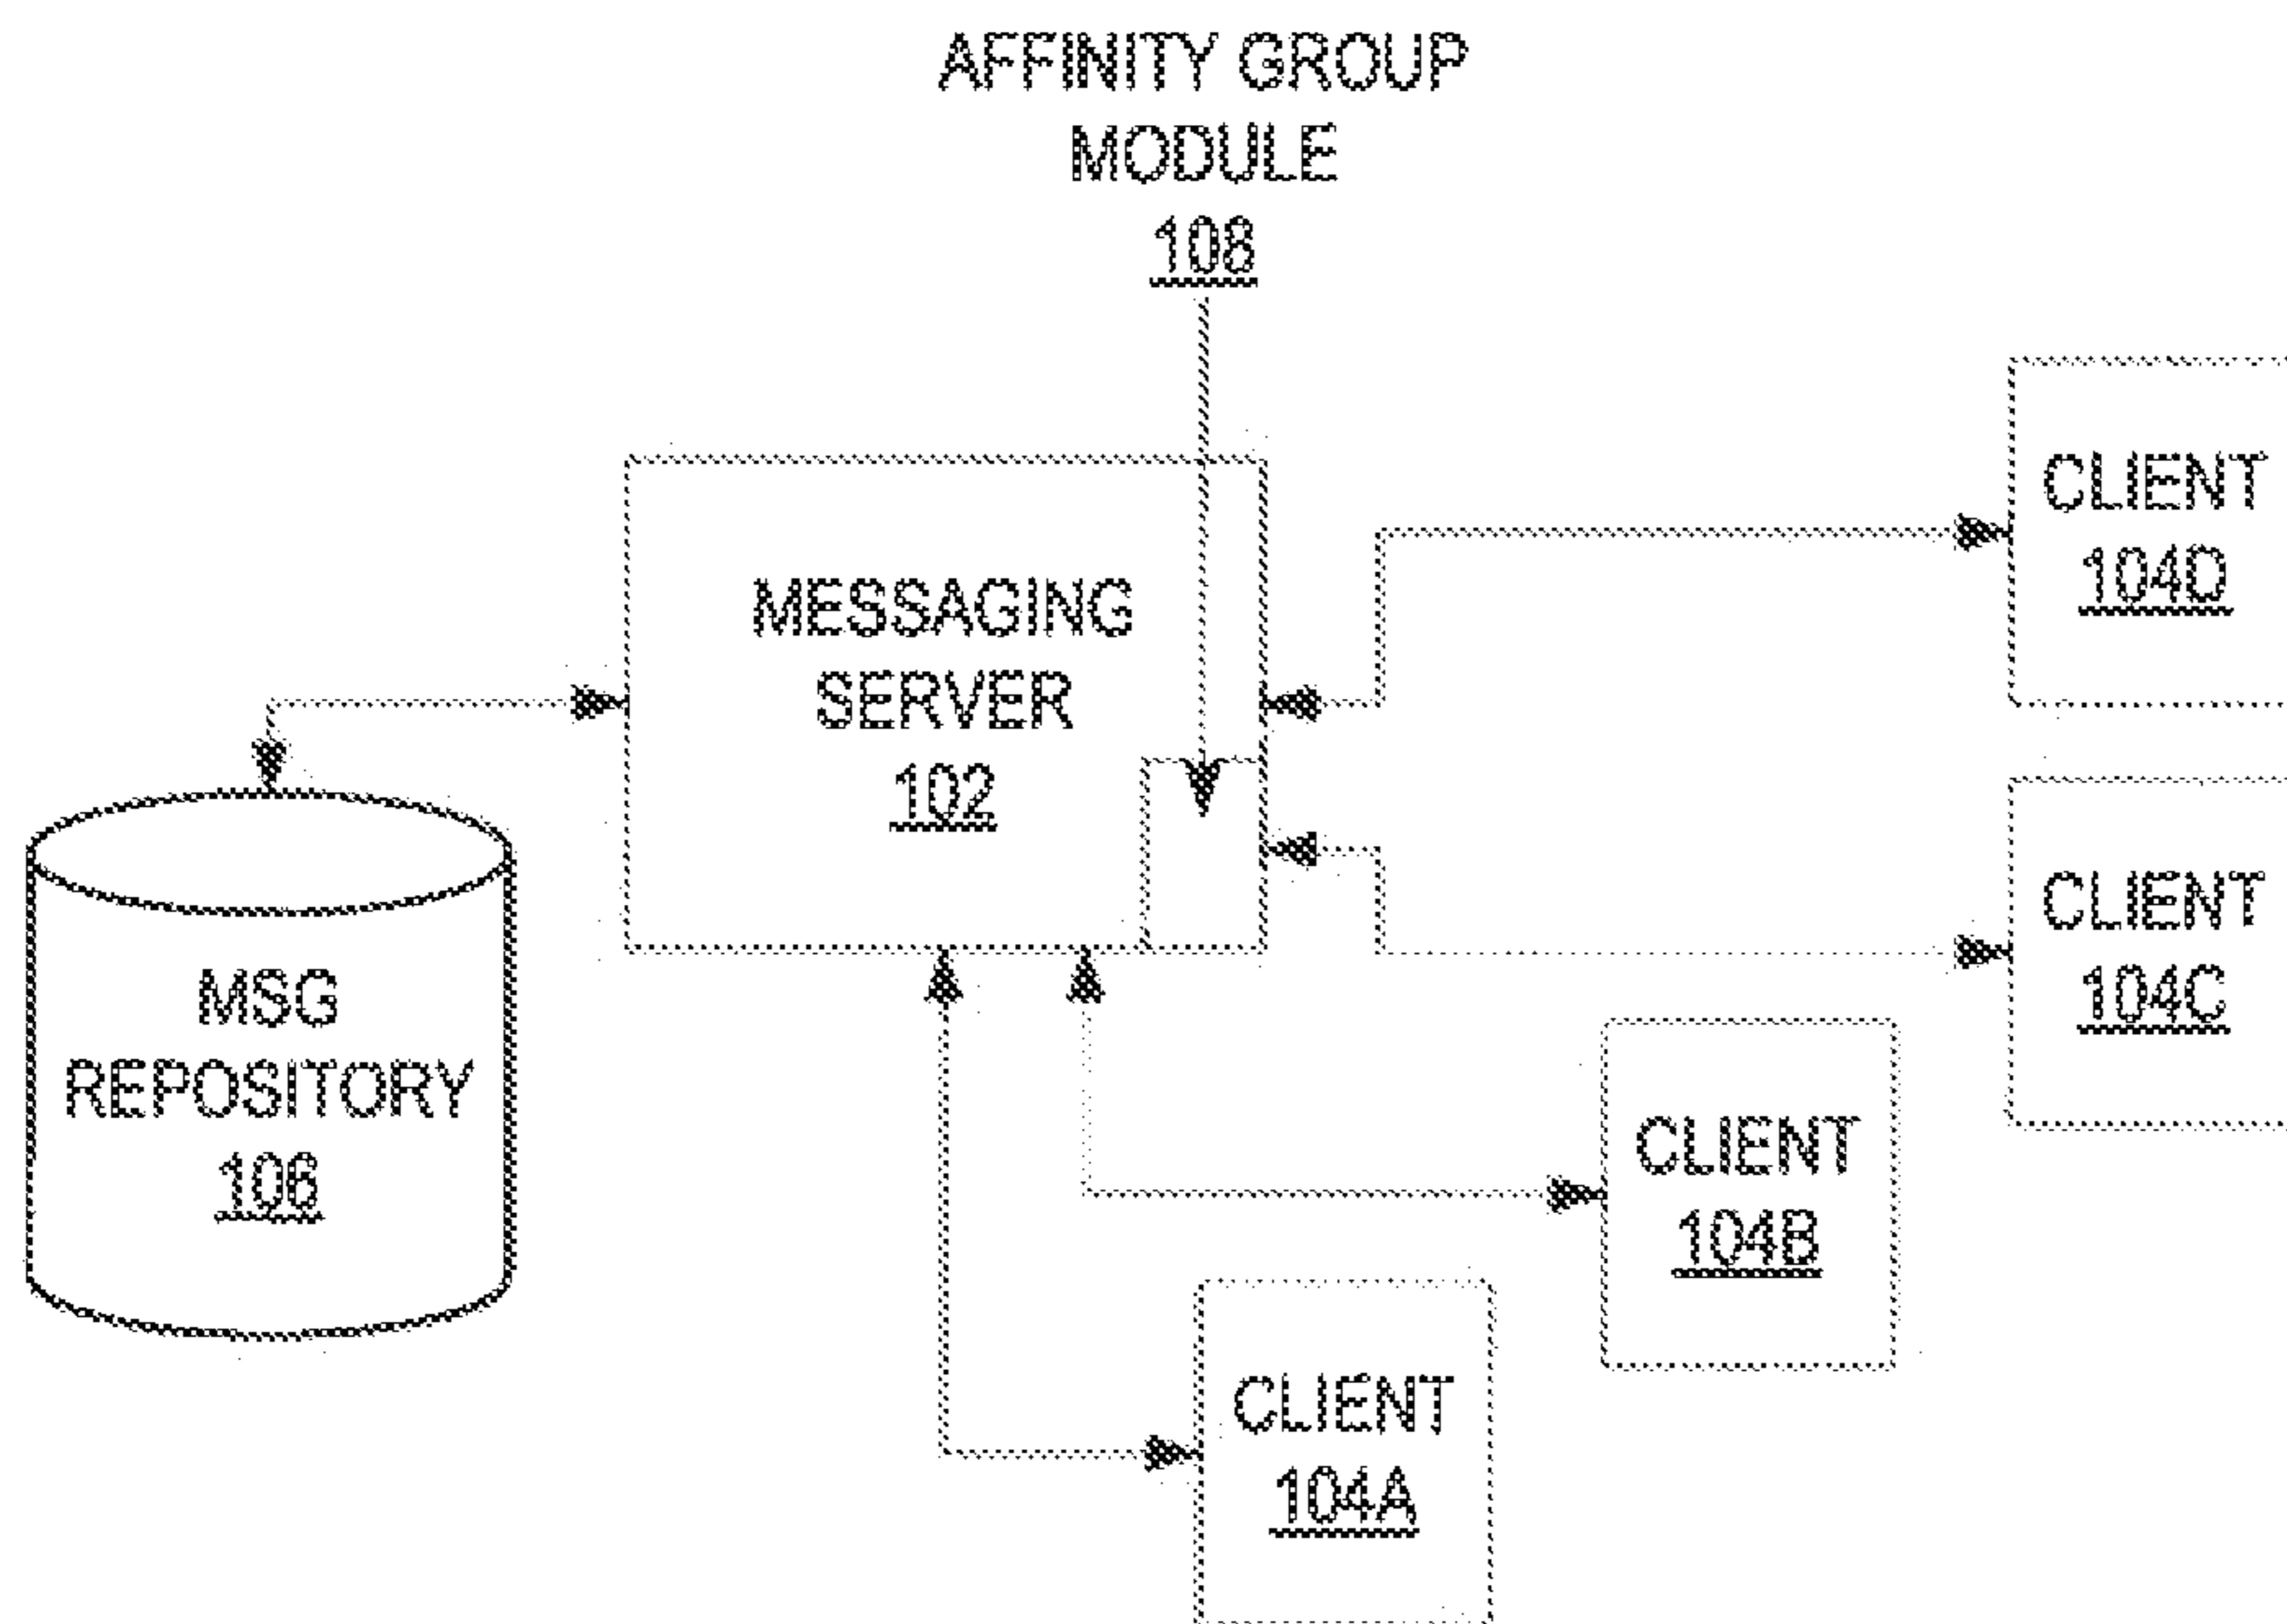 AFFINITY GROUP
MODULE
108
MESSAGING
SERVER
102
CLIENT
104D
CLIENT
104C
MSG
REPOSITORY
106
CLIENT
104B
CLIENT
104A